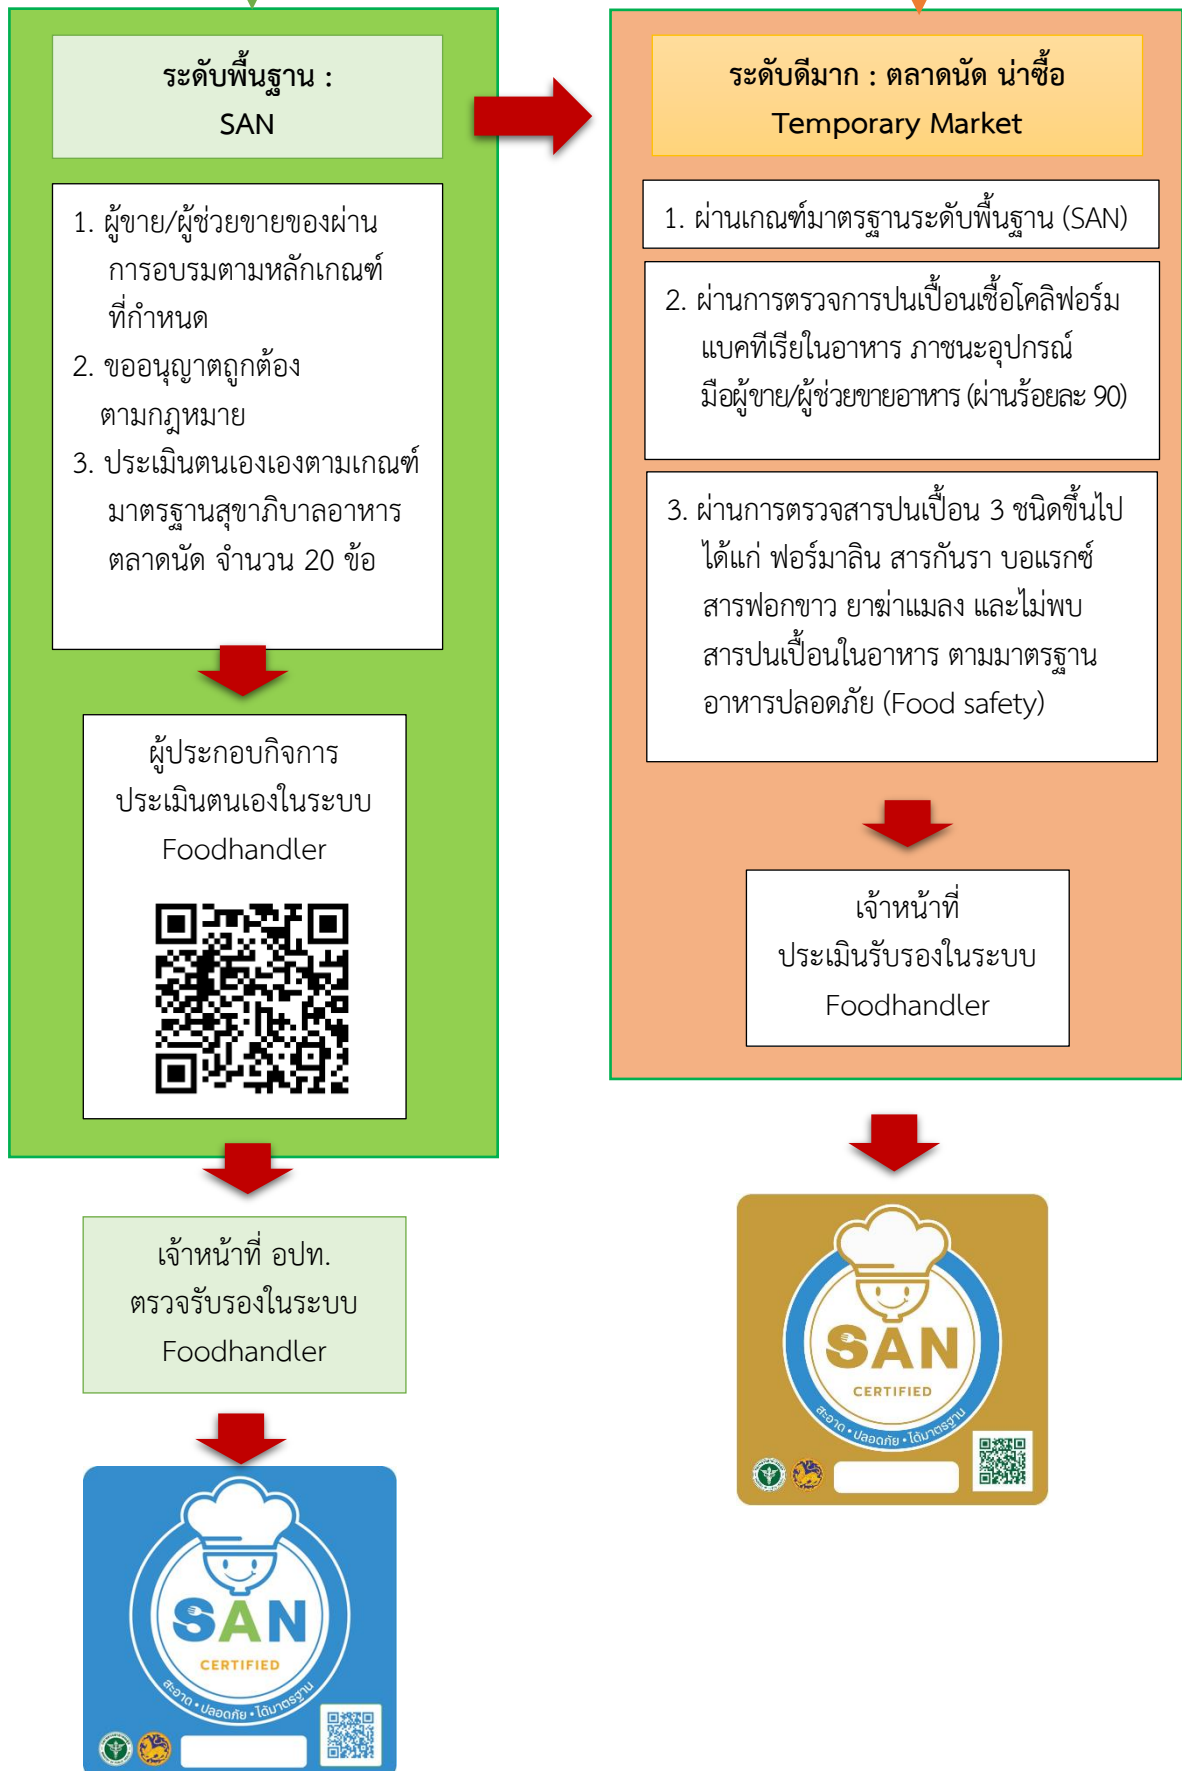 ระดับพื้นฐาน :
SAN
1. ผู้ขาย/ผู้ช่วยขายของผ่าน
การอบรมตามหลักเกณฑ์
ที่กำหนด
2. ขออนุญาตถูกต้อง
ตามกฎหมาย
3. ประเมินตนเองเองตามเกณฑ์
มาตรฐานสุขาภิบาลอาหาร
ตลาดนัด จำนวน 20 ข้อ
ผู้ประกอบกิจการ
ประเมินตนเองในระบบ
Foodhandler
เจ้าหน้าที่ อปท.
ตรวจรับรองในระบบ
Foodhandler
SAN
CERTIFIED
สะอาด • ปลอดภัย • ได้มาตรฐาน
ระดับดีมาก : ตลาดนัด น่าซื้อ
Temporary Market
1. ผ่านเกณฑ์มาตรฐานระดับพื้นฐาน (SAN)
2. ผ่านการตรวจการปนเปื้อนเชื้อโคลิฟอร์ม
แบคทีเรียในอาหาร ภาชนะอุปกรณ์
มือผู้ขาย/ผู้ช่วยขายอาหาร (ผ่านร้อยละ 90)
3. ผ่านการตรวจสารปนเปื้อน 3 ชนิดขึ้นไป
ได้แก่ ฟอร์มาลิน สารกันรา บอแรกซ์
สารฟอกขาว ยาฆ่าแมลง และไม่พบ
สารปนเปื้อนในอาหาร ตามมาตรฐาน
อาหารปลอดภัย (Food safety)
เจ้าหน้าที่
ประเมินรับรองในระบบ
Foodhandler
SAN
CERTIFIED
สะอาด • ปลอดภัย • ได้มาตรฐาน